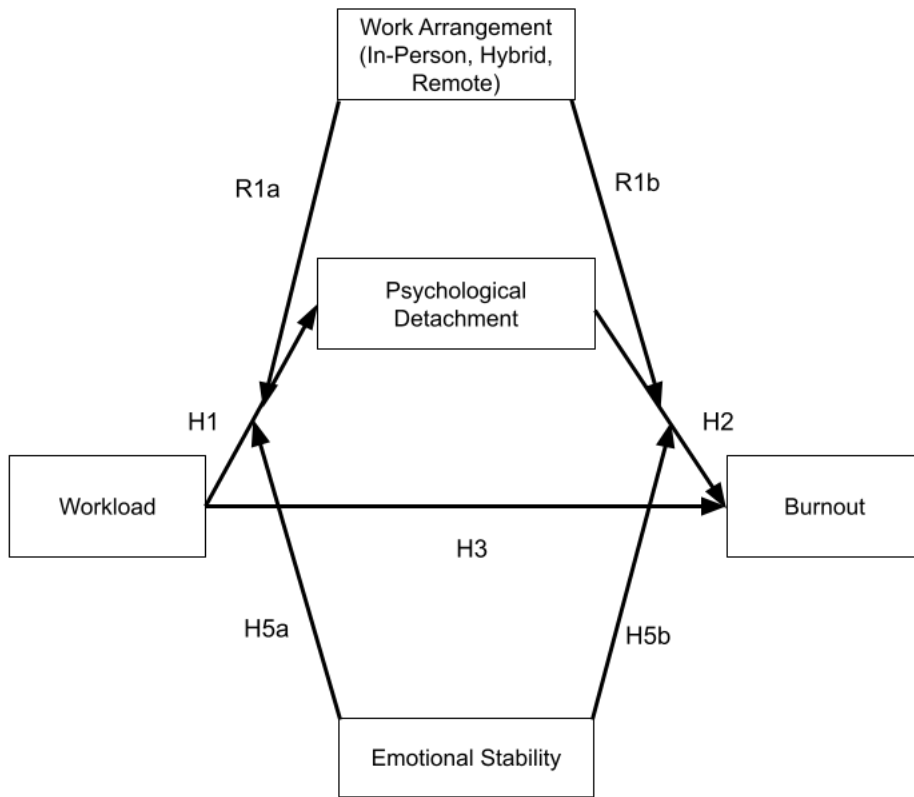 Work Arrangement
(In-Person, Hybrid,
Remote)
R1a
R1b
Psychological
Detachment
H1
H2
Workload
Burnout
H3
H5a
H5b
Emotional Stability